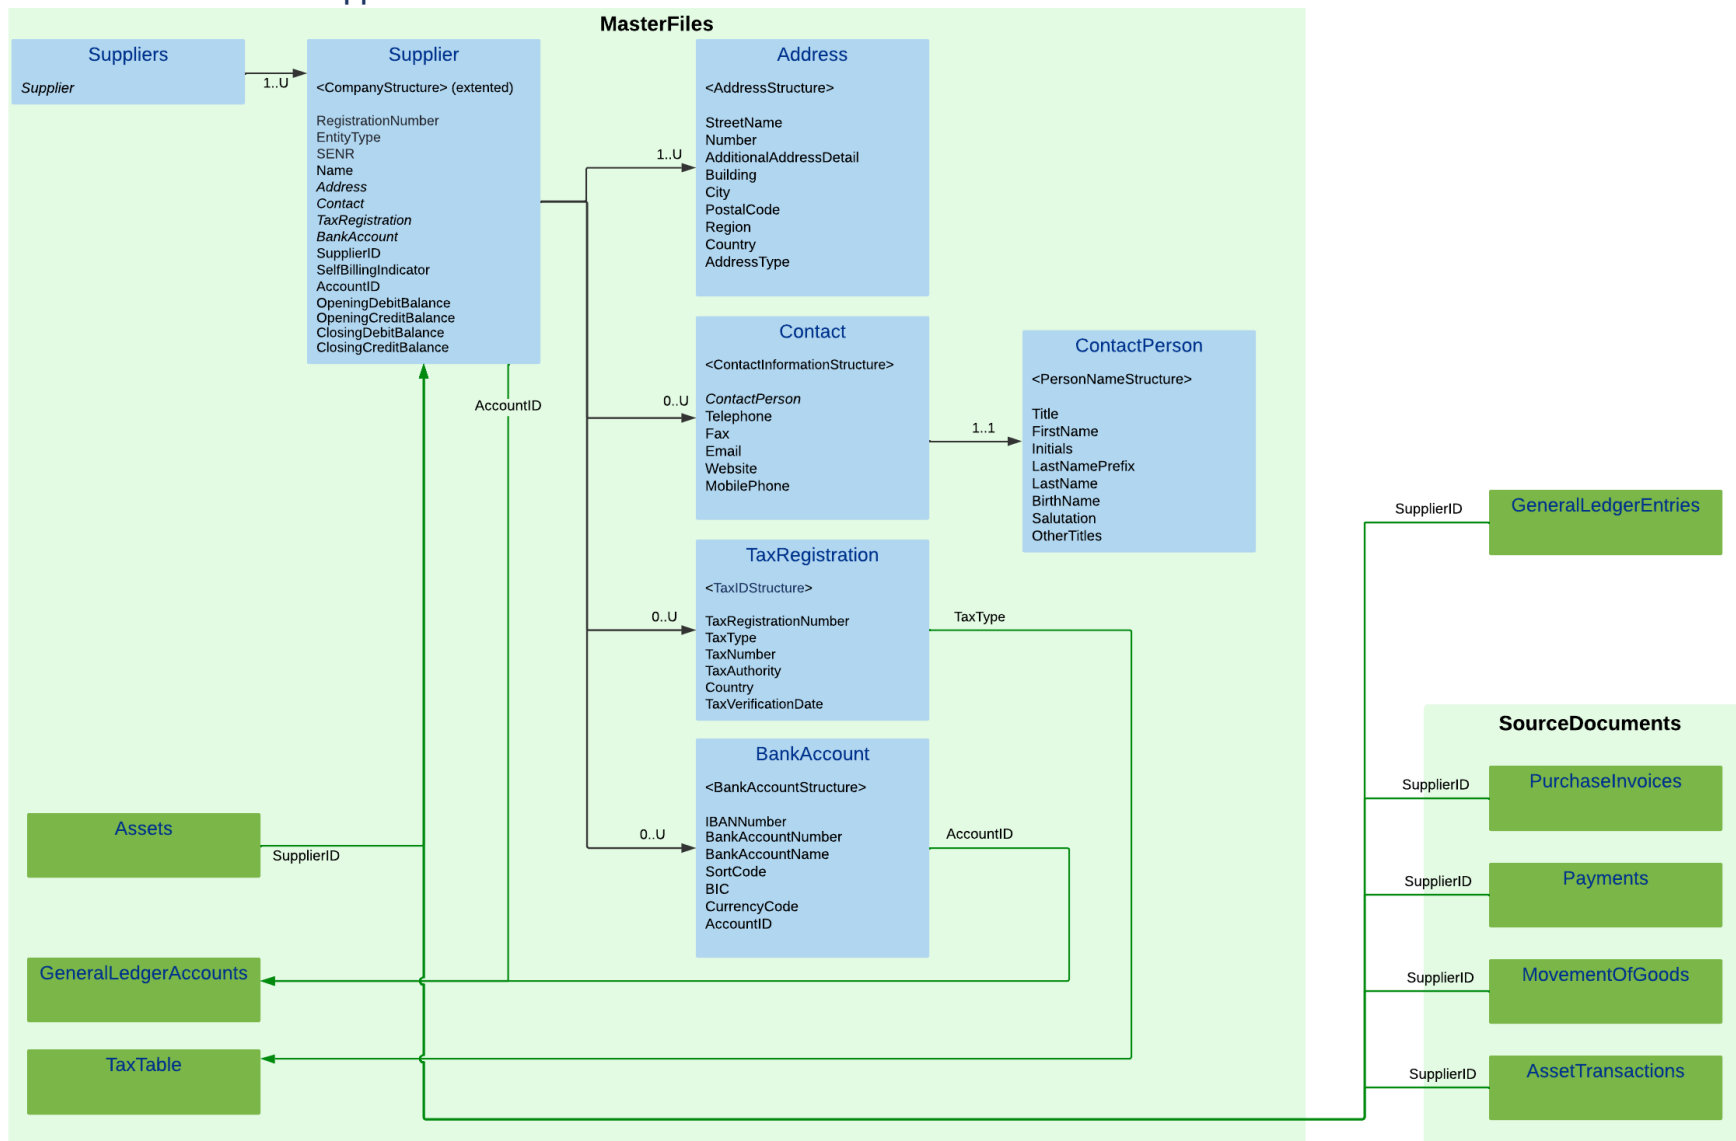 MasterFiles
Suppliers
Supplier
1..U
Supplier
<CompanyStructure> (extented)
RegistrationNumber
EntityType
SENR
Name
Address
Contact
TaxRegistration
BankAccount
SupplierID
SelfBillingIndicator
AccountID
OpeningDebitBalance
OpeningCreditBalance
ClosingDebitBalance
ClosingCreditBalance
AccountID
1..U
Address
<AddressStructure>
StreetName
Number
AdditionalAddressDetail
Building
City
PostalCode
Region
Country
AddressType
0..U
Contact
<ContactInformationStructure>
ContactPerson
Telephone
Fax
Email
Website
MobilePhone
1..1
ContactPerson
<PersonNameStructure>
Title
FirstName
Initials
LastNamePrefix
LastName
BirthName
Salutation
OtherTitles
0..U
TaxRegistration
<TaxIDStructure>
TaxRegistrationNumber
TaxType
TaxNumber
TaxAuthority
Country
TaxVerificationDate
TaxType
0..U
BankAccount
<BankAccountStructure>
IBANNumber
BankAccountNumber
BankAccountName
SortCode
BIC
CurrencyCode
AccountID
AccountID
Assets
SupplierID
GeneralLedgerAccounts
TaxTable
SupplierID
GeneralLedgerEntries
SourceDocuments
SupplierID
PurchaseInvoices
SupplierID
Payments
SupplierID
MovementOfGoods
SupplierID
AssetTransactions